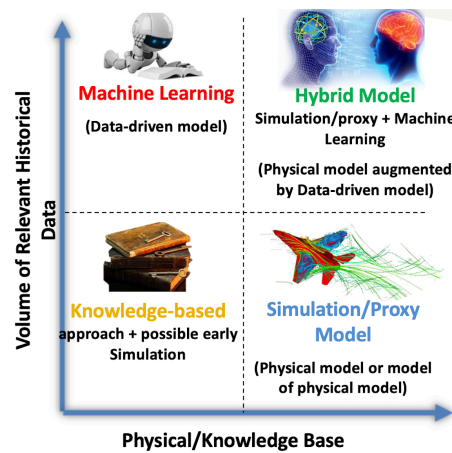 Volume of Relevant Historical
Data
Machine Learning
(Data-driven model)
Hybrid Model
Simulation/proxy + Machine
Learning
(Physical model augmented
by Data-driven model)
Knowledge-based
approach + possible early
Simulation
Simulation/Proxy
Model
(Physical model or model
of physical model)
Physical/Knowledge Base